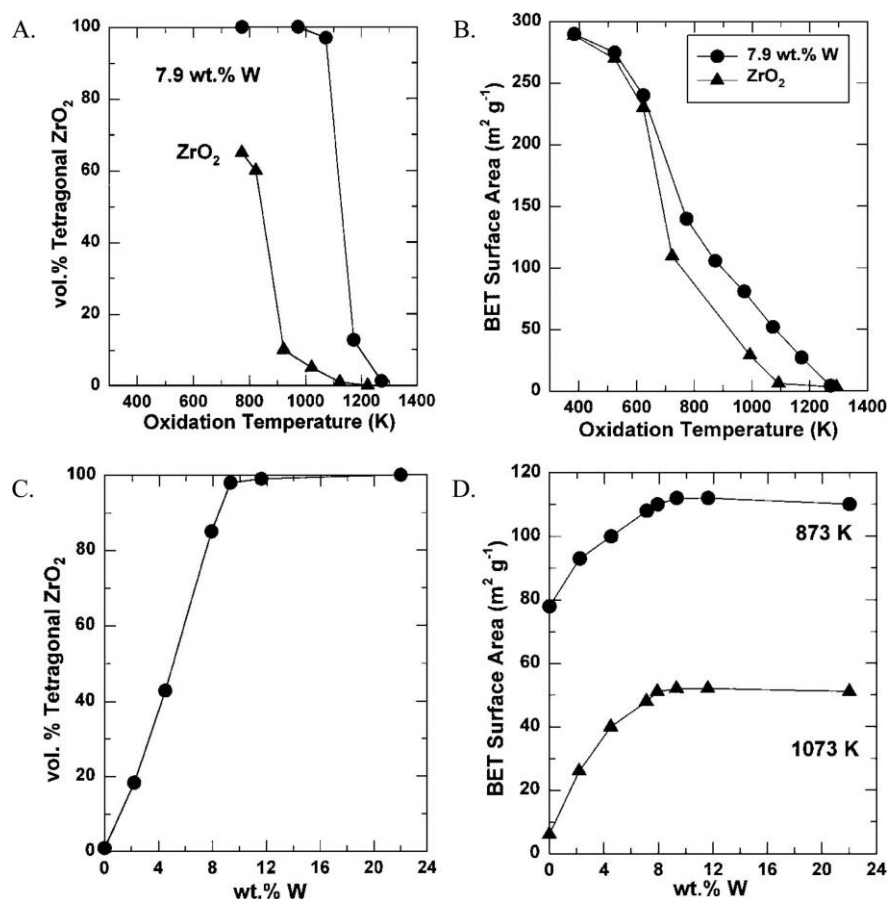 A.
vol.% Tetragonal ZrO2
100
80
60
40
20
0
7.9 wt.% W
ZrO2
400 600 800 1000 1200 1400
Oxidation Temperature (K)
B.
BET Surface Area (m2 g-1)
300
250
200
150
100
50
0
7.9 wt.% W
ZrO2
400 600 800 1000 1200 1400
Oxidation Temperature (K)
C.
vol. % Tetragonal ZrO2
100
80
60
40
20
0
0 4 8 12 16 20 24
wt.% W
D.
BET Surface Area (m2 g-1)
120
100
80
60
40
20
0
873 K
1073 K
0 4 8 12 16 20 24
wt.% W